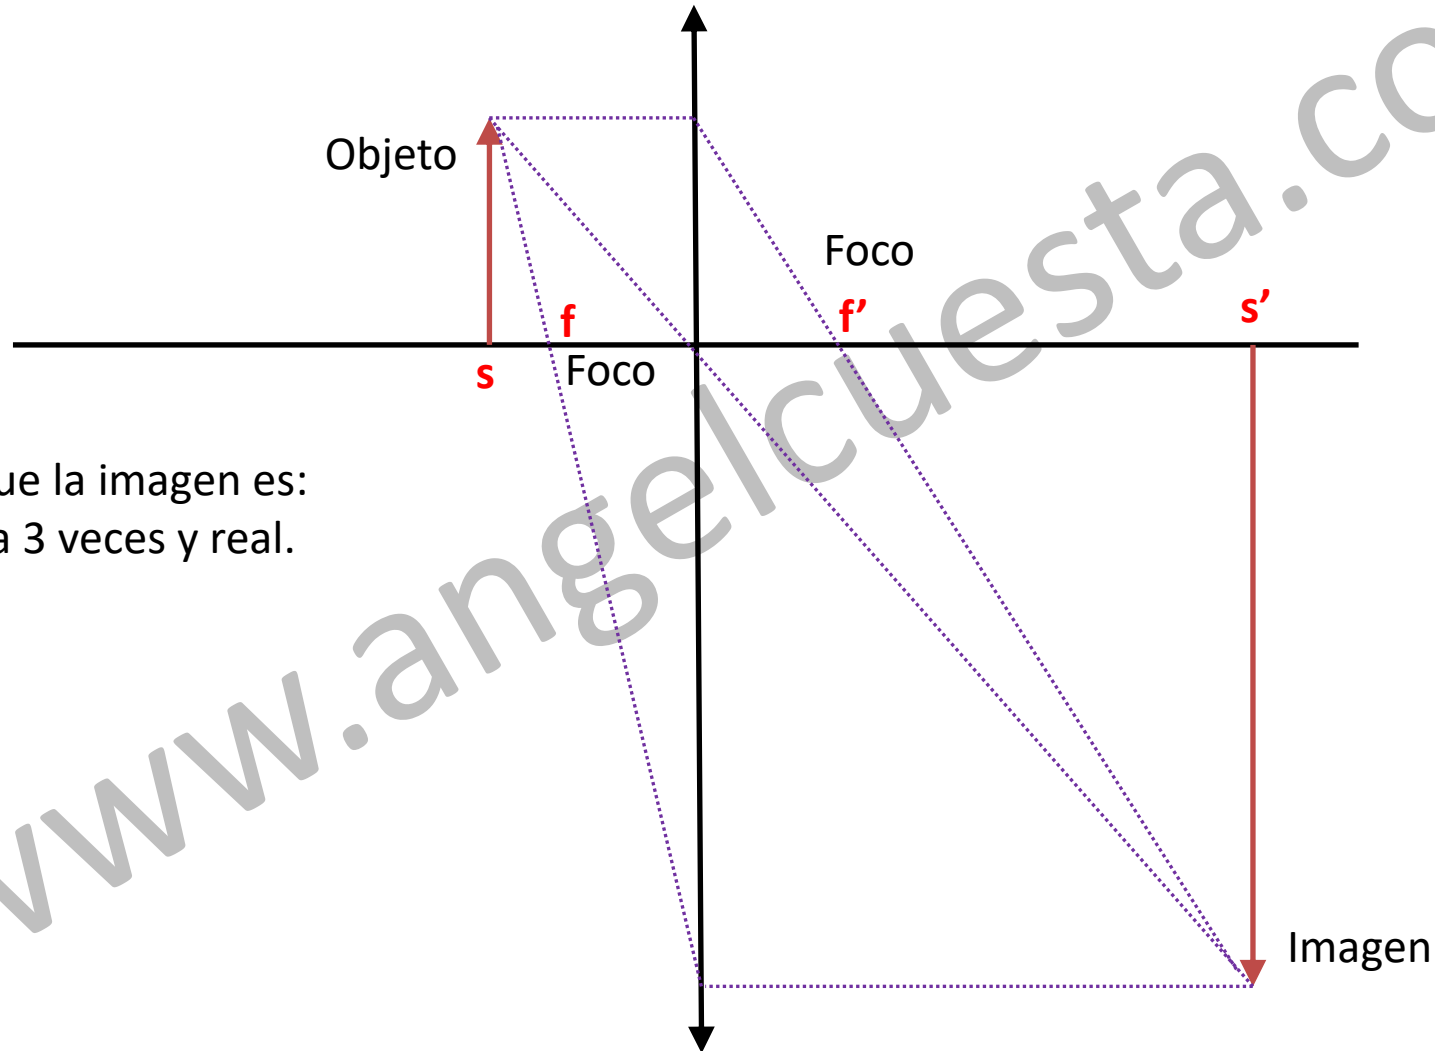 Objeto
Foco
f
f’
s’
s
Foco
ue la imagen es:
a 3 veces y real.
Imagen
www.angelcuesta.co